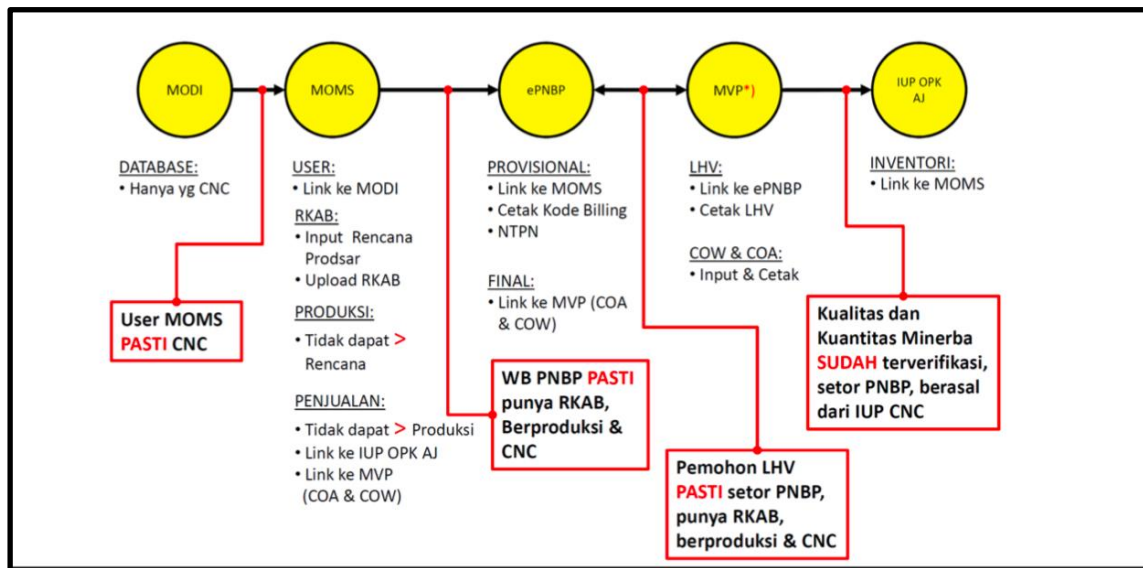 MODI
MOMS
ePNBP
MVP*)
IUP OPK
AJ
DATABASE:
• Hanya yg CNC
USER:
• Link ke MODI
RKAB:
• Input Rencana
Prodsar
• Upload RKAB
PRODUKSI:
• Tidak dapat >
Rencana
PENJUALAN:
• Tidak dapat > Produksi
• Link ke IUP OPK AJ
• Link ke MVP
(COA & COW)
PROVISIONAL:
• Link ke MOMS
• Cetak Kode Billing
• NTPN
FINAL:
• Link ke MVP (COA
& COW)
LHV:
• Link ke ePNBP
• Cetak LHV
COW & COA:
• Input & Cetak
INVENTORI:
• Link ke MOMS
User MOMS
PASTI CNC
WB PNBP PASTI
punya RKAB,
Berproduksi &
CNC
Pemohon LHV
PASTI setor PNBP,
punya RKAB,
berproduksi & CNC
Kualitas dan
Kuantitas Minerba
SUDAH terverifikasi,
setor PNBP, berasal
dari IUP CNC